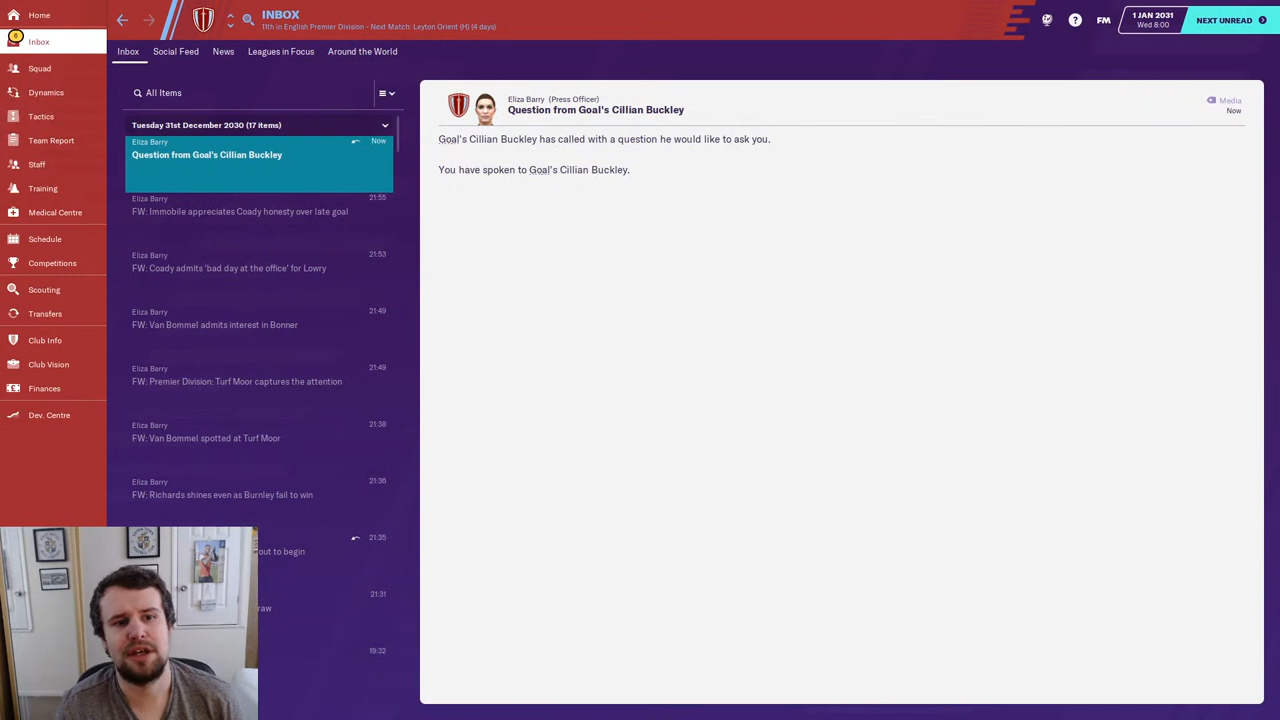 Home
6
Inbox
Squad
Dynamics
Tactics
Team Report
Staff
Training
Medical Centre
Schedule
Competitions
Scouting
Transfers
Club Info
Club Vision
Finances
Dev. Centre
INBOX
11th in English Premier Division - Next Match: Leyton Orient (H) (4 days)
FM
1 JAN 2031
Wed 8:00
NEXT UNREAD
Inbox
Social Feed
News
Leagues in Focus
Around the World
All Items
Tuesday 31st December 2030 (17 items)
Eliza Barry
Now
Question from Goal's Cillian Buckley
Eliza Barry
21:55
FW: Immobile appreciates Coady honesty over late goal
Eliza Barry
21:53
FW: Coady admits 'bad day at the office' for Lowry
Eliza Barry
21:49
FW: Van Bommel admits interest in Bonner
Eliza Barry
21:49
FW: Premier Division: Turf Moor captures the attention
Eliza Barry
21:38
FW: Van Bommel spotted at Turf Moor
Eliza Barry
21:36
FW: Richards shines even as Burnley fail to win
21:35
out to begin
21:31
raw
19:32
Eliza Barry (Press Officer)
Question from Goal's Cillian Buckley
Media
Now
Goal's Cillian Buckley has called with a question he would like to ask you.
You have spoken to Goal's Cillian Buckley.